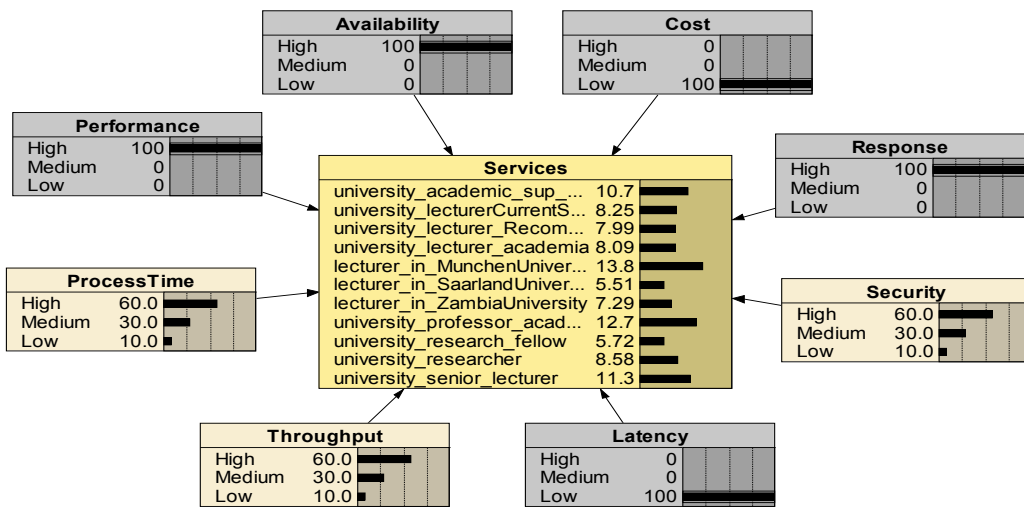 Availability
High 100
Medium 0
Low 0
Cost
High 0
Medium 0
Low 100
Performance
High 100
Medium 0
Low 0
Response
High 100
Medium 0
Low 0
Services
university_academic_sup_... 10.7
university_lecturerCurrentS... 8.25
university_lecturer_Recom... 7.99
university_lecturer_academia 8.09
lecturer_in_MunchenUniver... 13.8
lecturer_in_SaarlandUniver... 5.51
lecturer_in_ZambiaUniversity 7.29
university_professor_acad... 12.7
university_research_fellow 5.72
university_researcher 8.58
university_senior_lecturer 11.3
ProcessTime
High 60.0
Medium 30.0
Low 10.0
Security
High 60.0
Medium 30.0
Low 10.0
Throughput
High 60.0
Medium 30.0
Low 10.0
Latency
High 0
Medium 0
Low 100